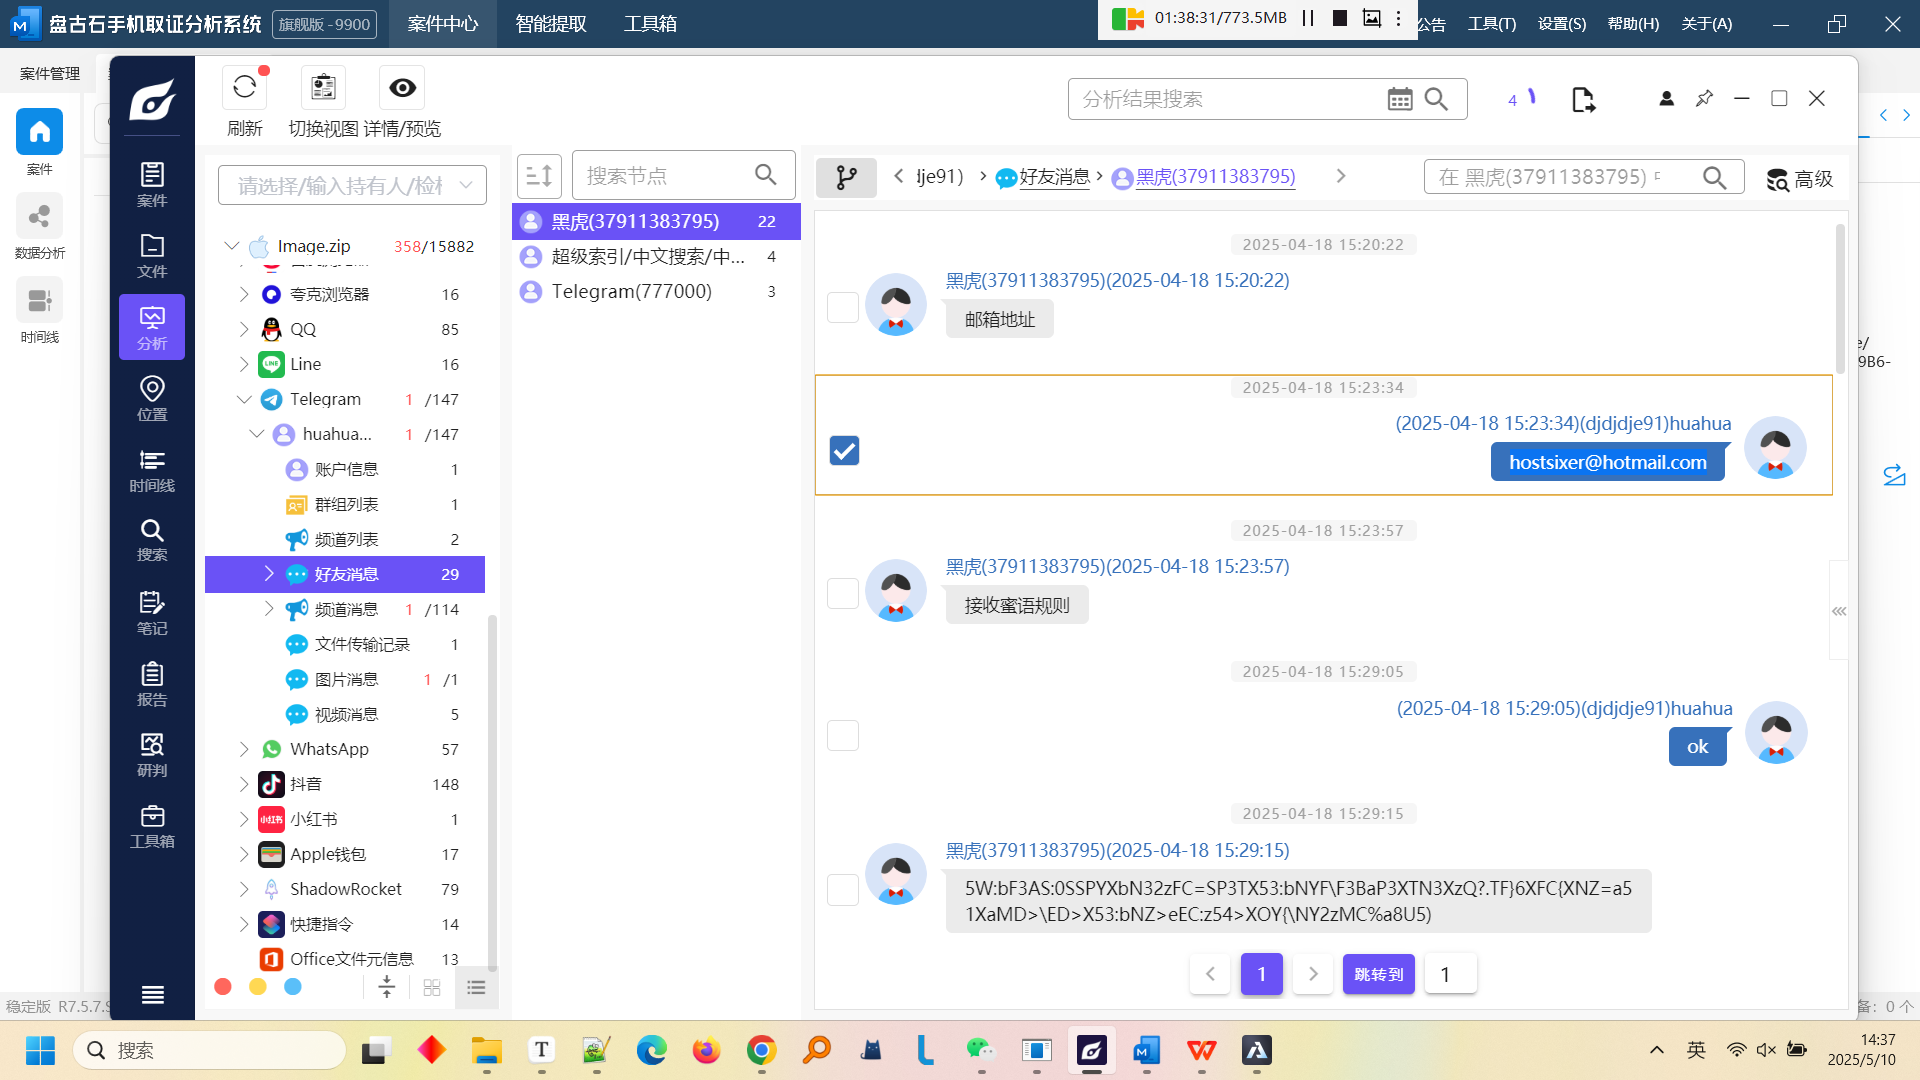 盘古石手机取证分析系统
旗舰版 -9900
案件中心
智能提取
工具箱
01:38:31/773.5MB
公告
工具(T)
设置(S)
帮助(H)
关于(A)
案件管理
案件
数据分析
时间线
案件
文件
分析
位置
时间线
搜索
笔记
报告
研判
工具箱
刷新
切换视图
详情/预览
分析结果搜索
4
请选择/输入持有人/检材
Image.zip 358/15882
夸克浏览器 16
QQ 85
Line 16
Telegram 1 /147
huahua... 1 /147
账户信息 1
群组列表 1
频道列表 2
好友消息 29
频道消息 1 /114
文件传输记录 1
图片消息 1 /1
视频消息 5
WhatsApp 57
抖音 148
小红书 1
Apple钱包 17
ShadowRocket 79
快捷指令 14
Office文件元信息 13
搜索节点
黑虎(37911383795) 22
超级索引/中文搜索/中... 4
Telegram(777000) 3
lje91)
好友消息
黑虎(37911383795)
在 黑虎(37911383795)
高级
2025-04-18 15:20:22
黑虎(37911383795)(2025-04-18 15:20:22)
邮箱地址
2025-04-18 15:23:34
(2025-04-18 15:23:34)(djdjdje91)huahua
hostsixer@hotmail.com
2025-04-18 15:23:57
黑虎(37911383795)(2025-04-18 15:23:57)
接收蜜语规则
2025-04-18 15:29:05
(2025-04-18 15:29:05)(djdjdje91)huahua
ok
2025-04-18 15:29:15
黑虎(37911383795)(2025-04-18 15:29:15)
5W:bF3AS:0SSPYXbN32zFC=SP3TX53:bNYF\F3BaP3XTN3XzQ?.TF}6XFC{XNZ=a5
1XaMD>\ED>X53:bNZ>eEC:z54>XOY{\NY2zMC%a8U5)
1
跳转到
1
e/
9B6-
稳定版 R7.5.7.
备: 0 个
搜索
英
14:37
2025/5/10